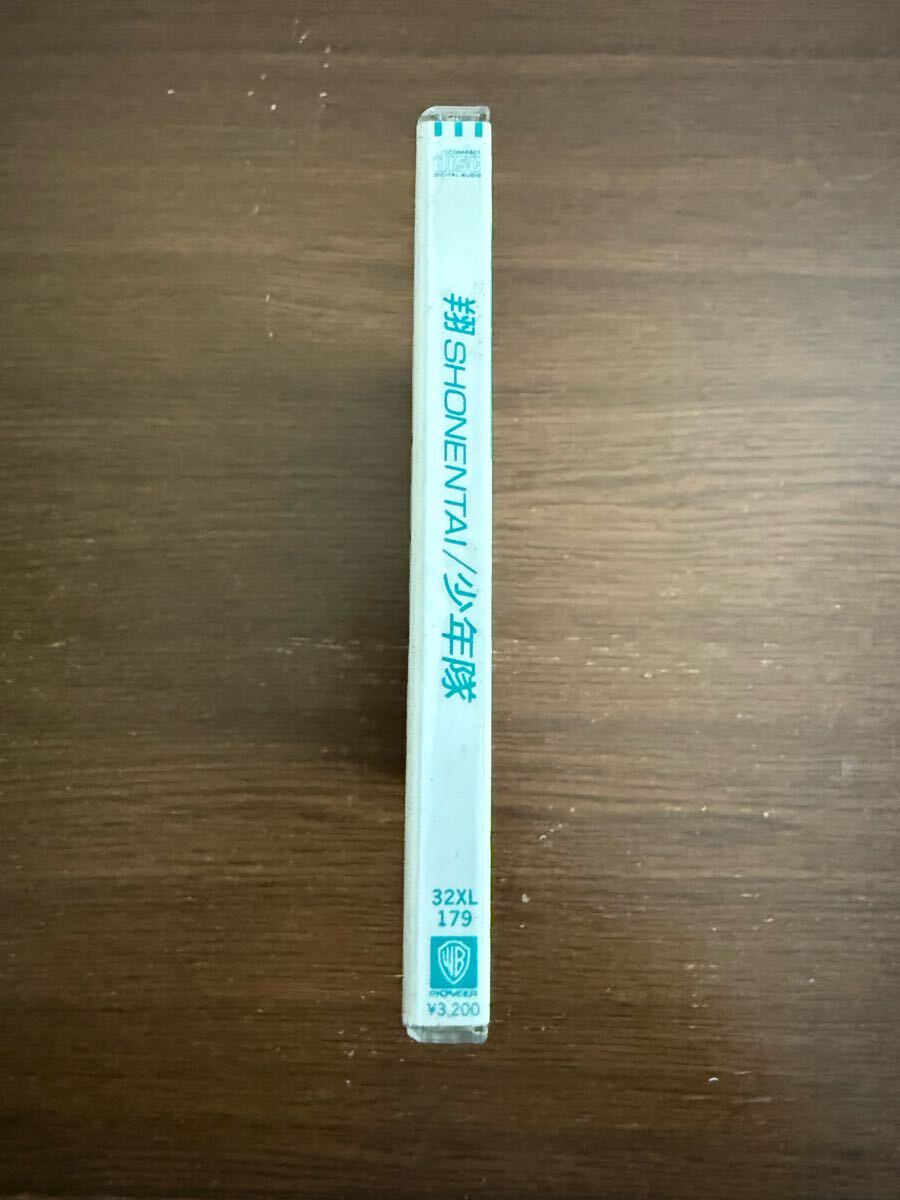 COMPACT
disc
DIGITAL AUDIO
翔 SHONENTAI/少年隊
32XL
179
WB
PIONEER
¥3,200